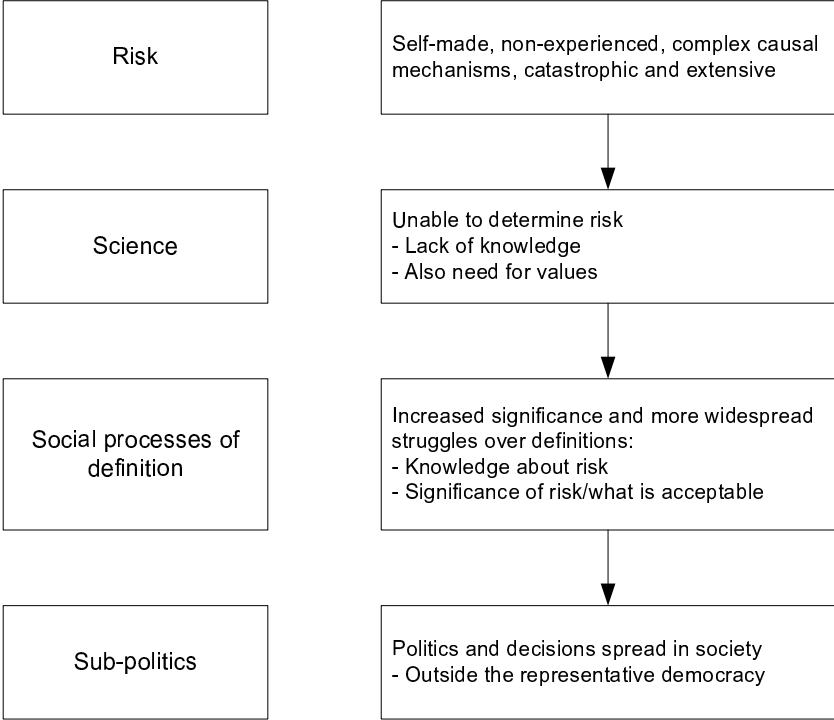 Risk
Self-made, non-experienced, complex causal
mechanisms, catastrophic and extensive
Science
Unable to determine risk
- Lack of knowledge
- Also need for values
Social processes of
definition
Increased significance and more widespread
struggles over definitions:
- Knowledge about risk
- Significance of risk/what is acceptable
Sub-politics
Politics and decisions spread in society
- Outside the representative democracy